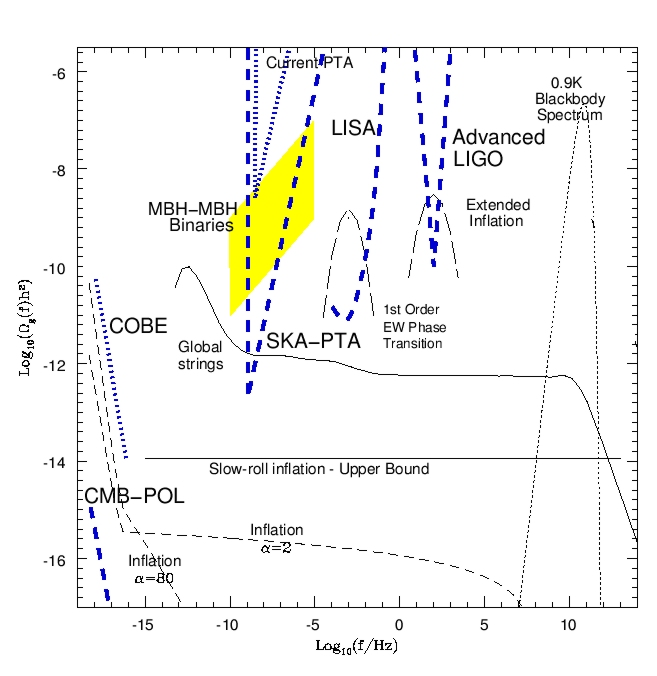 -6
-8
-10
-12
-14
-16
Log₁₀(Ωg(f)h²)
Current PTA
0.9K
Blackbody
Spectrum
LISA
Advanced
LIGO
MBH-MBH
Binaries
Extended
Inflation
COBE
Global
strings
SKA-PTA
1st Order
EW Phase
Transition
Slow-roll inflation - Upper Bound
CMB-POL
Inflation
α=2
Inflation
α=80
-15
-10
-5
0
5
10
Log₁₀(f/Hz)